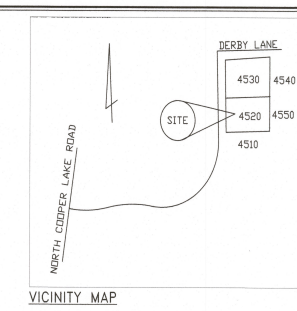 DERBY LANE
4530 4540
SITE 4520 4550
4510
NORTH COOPER LAKE ROAD
VICINITY MAP